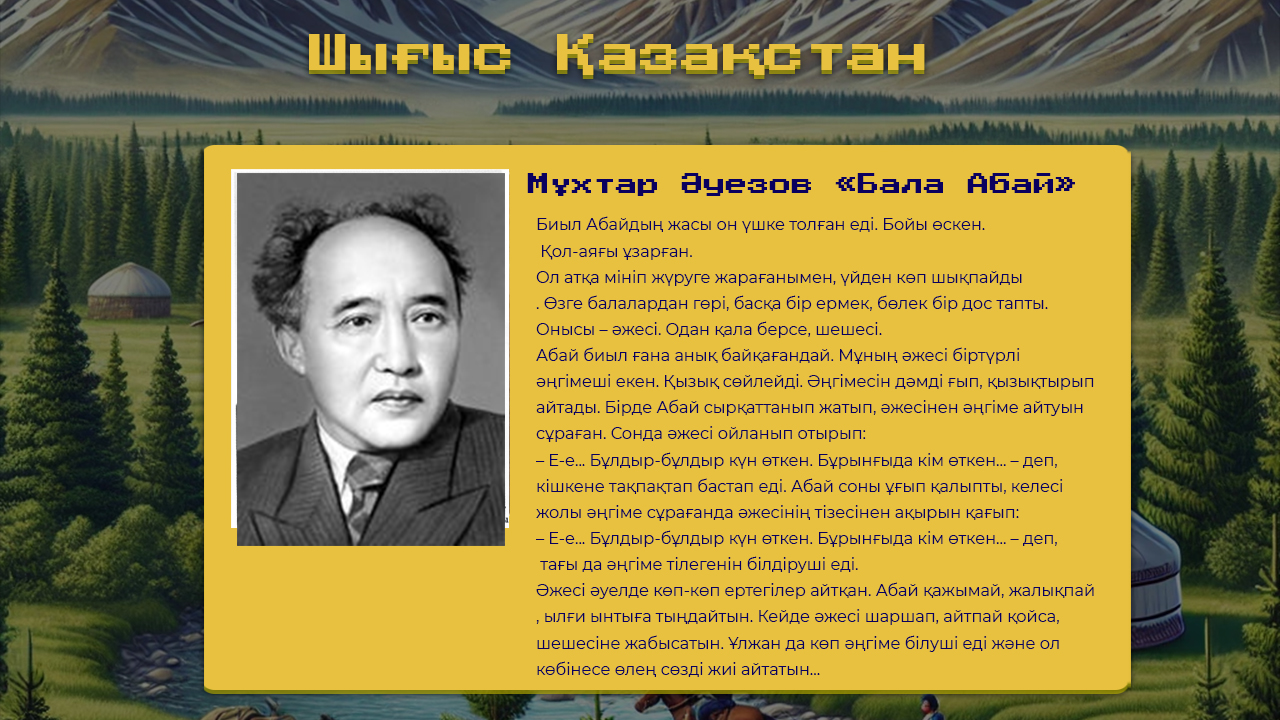 Шығыс Қазақстан
Мұхтар Әуезов «Бала Абай»
Биыл Абайдың жасы он үшке толған еді. Бойы өскен.
Қол-аяғы ұзарған.
Ол атқа мініп жүруге жарағанымен, үйден көп шықпайды
. Өзге балалардан гөрі, басқа бір ермек, бөлек бір дос тапты.
Онысы – әжесі. Одан қала берсе, шешесі.
Абай биыл ғана анық байқағандай. Мұның әжесі біртүрлі
әңгімеші екен. Қызық сөйлейді. Әңгімесін дәмді ғып, қызықтырып
айтады. Бірде Абай сырқаттанып жатып, әжесінен әңгіме айтуын
сұраған. Сонда әжесі ойланып отырып:
– Е-е... Бұлдыр-бұлдыр күн өткен. Бұрынғыда кім өткен... – деп,
кішкене тақпақтап бастап еді. Абай соны ұғып қалыпты, келесі
жолы әңгіме сұрағанда әжесінің тізесінен ақырын қағып:
– Е-е... Бұлдыр-бұлдыр күн өткен. Бұрынғыда кім өткен... – деп,
тағы да әңгіме тілегенін білдіруші еді.
Әжесі әуелде көп-көп ертегілер айтқан. Абай қажымай, жалықпай
, ылғи ынтыға тыңдайтын. Кейде әжесі шаршап, айтпай қойса,
шешесіне жабысатын. Ұлжан да көп әңгіме білуші еді және ол
көбінесе өлең сөзді жиі айтатын...